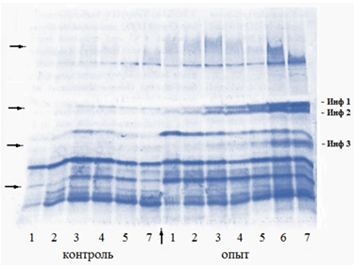 - Инф 1
- Инф 2
- Инф 3
1 2 3 4 5 7 1 2 3 4 5 6 7
контроль опыт